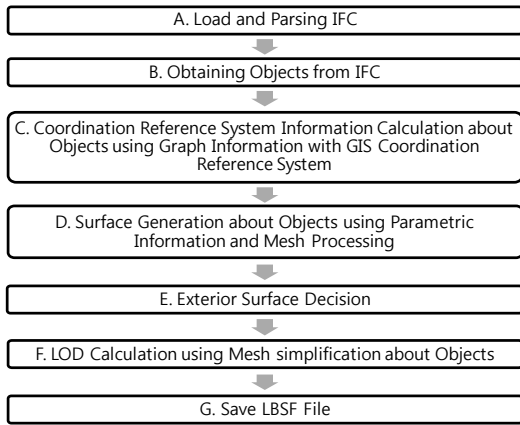 A. Load and Parsing IFC
B. Obtaining Objects from IFC
C. Coordination Reference System Information Calculation about
Objects using Graph Information with GIS Coordination
Reference System
D. Surface Generation about Objects using Parametric
Information and Mesh Processing
E. Exterior Surface Decision
F. LOD Calculation using Mesh simplification about Objects
G. Save LBSF File